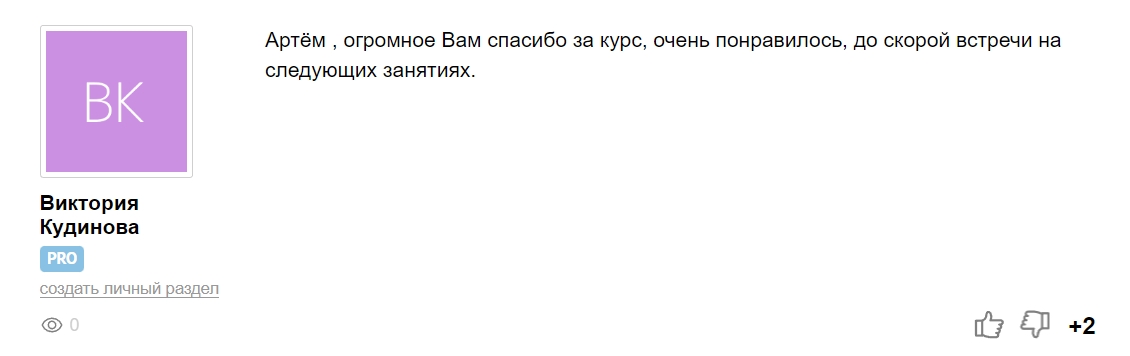 ВК
Артём , огромное Вам спасибо за курс, очень понравилось, до скорой встречи на
следующих занятиях.
Виктория
Кудинова
PRO
создать личный раздел
0
+2